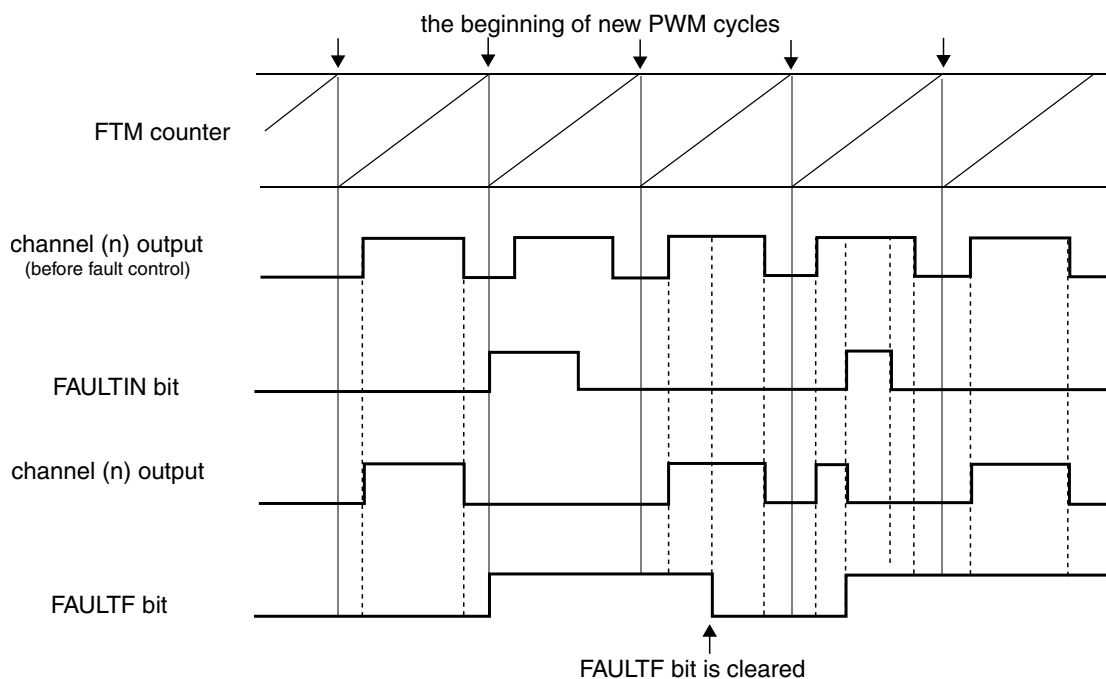 the beginning of new PWM cycles
FTM counter
channel (n) output
(before fault control)
FAULTIN bit
channel (n) output
FAULTF bit
FAULTF bit is cleared